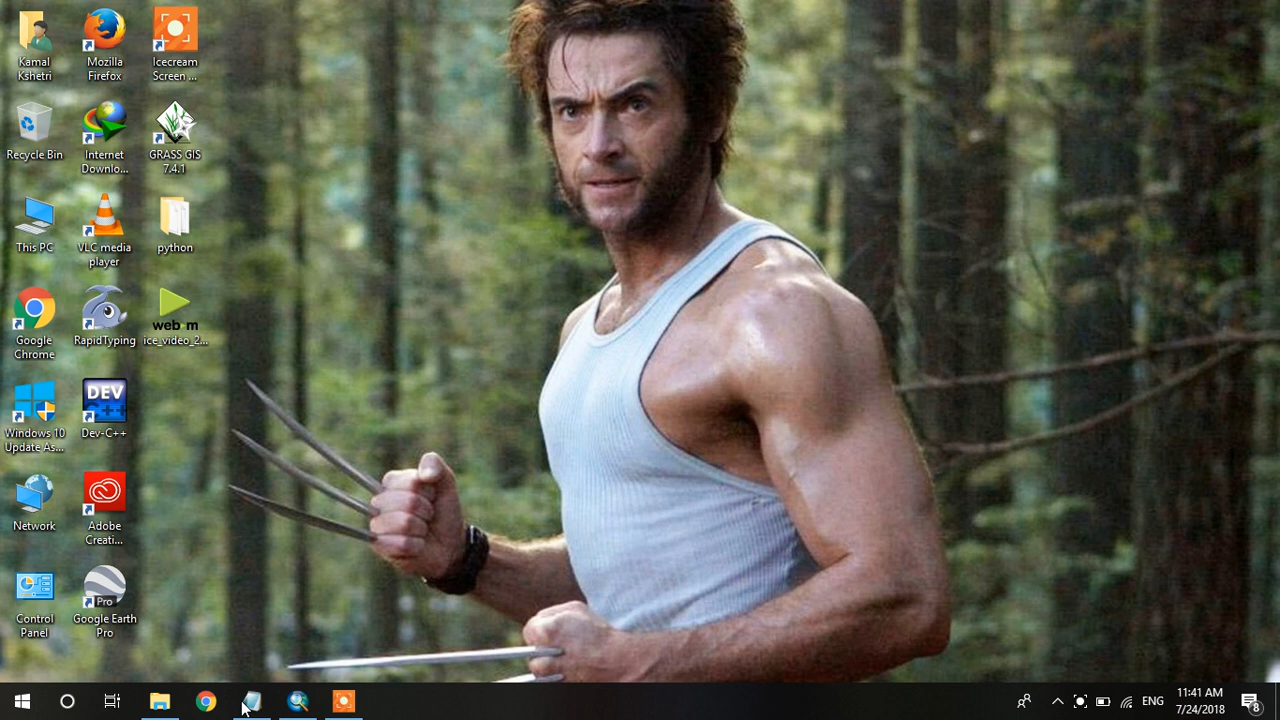 Kamal
Kshetri
Mozilla
Firefox
Icecream
Screen ...
Recycle Bin
Internet
Downlo...
GRASS GIS
7.4.1
This PC
VLC media
player
python
Google
Chrome
RapidTyping
web m
ice_video_2...
Windows 10
Update As...
DEV
C++
Dev-C++
Network
Adobe
Creati...
Control
Panel
Pro
Google Earth
Pro
ENG
11:41 AM
7/24/2018
8